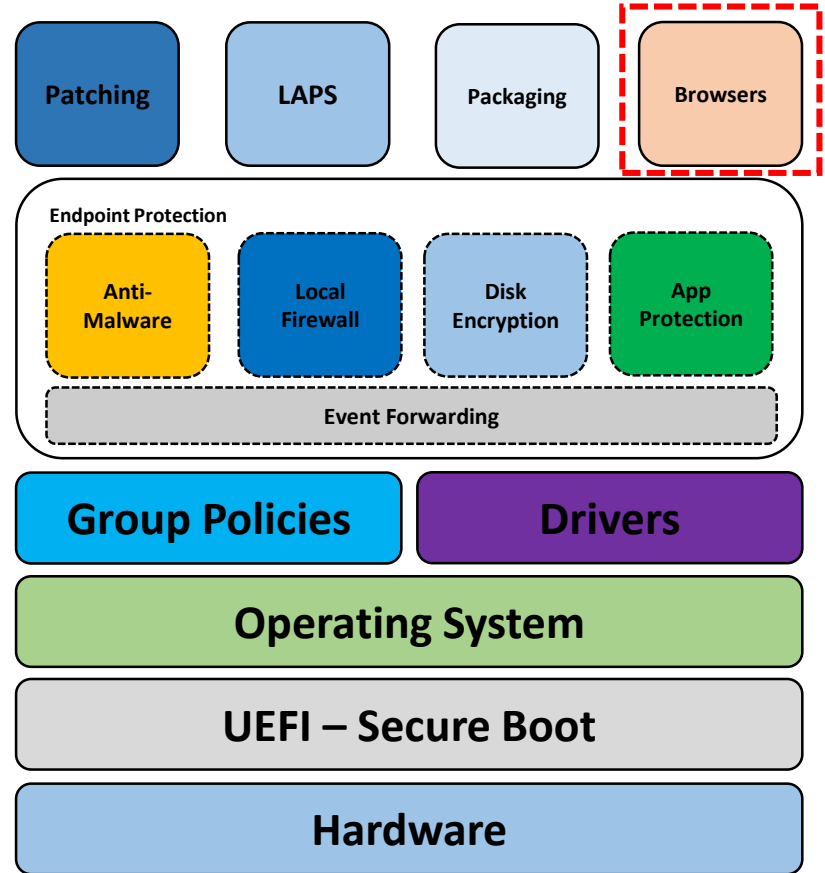 Patching
LAPS
Packaging
Browsers
Endpoint Protection
Anti-
Malware
Local
Firewall
Disk
Encryption
App
Protection
Event Forwarding
Group Policies
Drivers
Operating System
UEFI – Secure Boot
Hardware